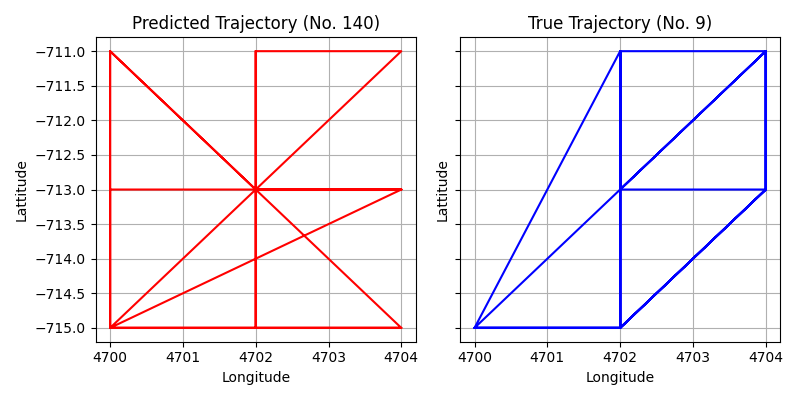 Predicted Trajectory (No. 140)
True Trajectory (No. 9)
−711.0
−711.5
−712.0
−712.5
−713.0
−713.5
−714.0
−714.5
−715.0
Lattitude
Lattitude
4700 4701 4702 4703 4704
4700 4701 4702 4703 4704
Longitude
Longitude